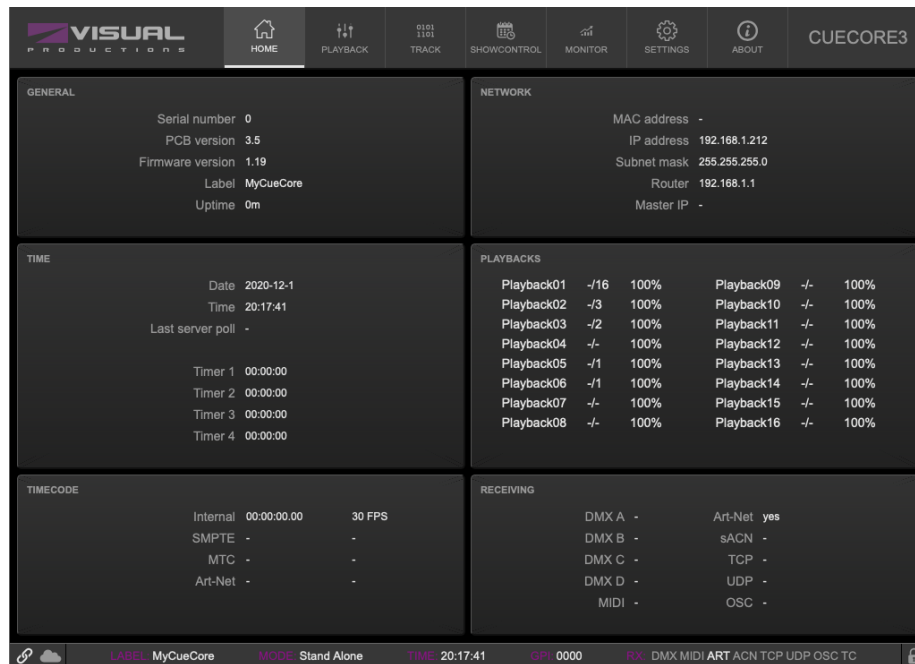 VISUAL
PRODUCTIONS
HOME
PLAYBACK
0101
1101
TRACK
SHOWCONTROL
MONITOR
SETTINGS
ABOUT
CUECORE3
GENERAL
Serial number 0
PCB version 3.5
Firmware version 1.19
Label MyCueCore
Uptime 0m
NETWORK
MAC address -
IP address 192.168.1.212
Subnet mask 255.255.255.0
Router 192.168.1.1
Master IP -
TIME
Date 2020-12-1
Time 20:17:41
Last server poll -
Timer 1 00:00:00
Timer 2 00:00:00
Timer 3 00:00:00
Timer 4 00:00:00
PLAYBACKS
Playback01 -/16 100% Playback09 -/- 100%
Playback02 -/3 100% Playback10 -/- 100%
Playback03 -/2 100% Playback11 -/- 100%
Playback04 -/- 100% Playback12 -/- 100%
Playback05 -/1 100% Playback13 -/- 100%
Playback06 -/1 100% Playback14 -/- 100%
Playback07 -/- 100% Playback15 -/- 100%
Playback08 -/- 100% Playback16 -/- 100%
TIMECODE
Internal 00:00:00.00 30 FPS
SMPTE - -
MTC - -
Art-Net - -
RECEIVING
DMX A - Art-Net yes
DMX B - sACN -
DMX C - TCP -
DMX D - UDP -
MIDI - OSC -
LABEL: MyCueCore MODE: Stand Alone TIME: 20:17:41 GPI: 0000 RX: DMX MIDI ART ACN TCP UDP OSC TC